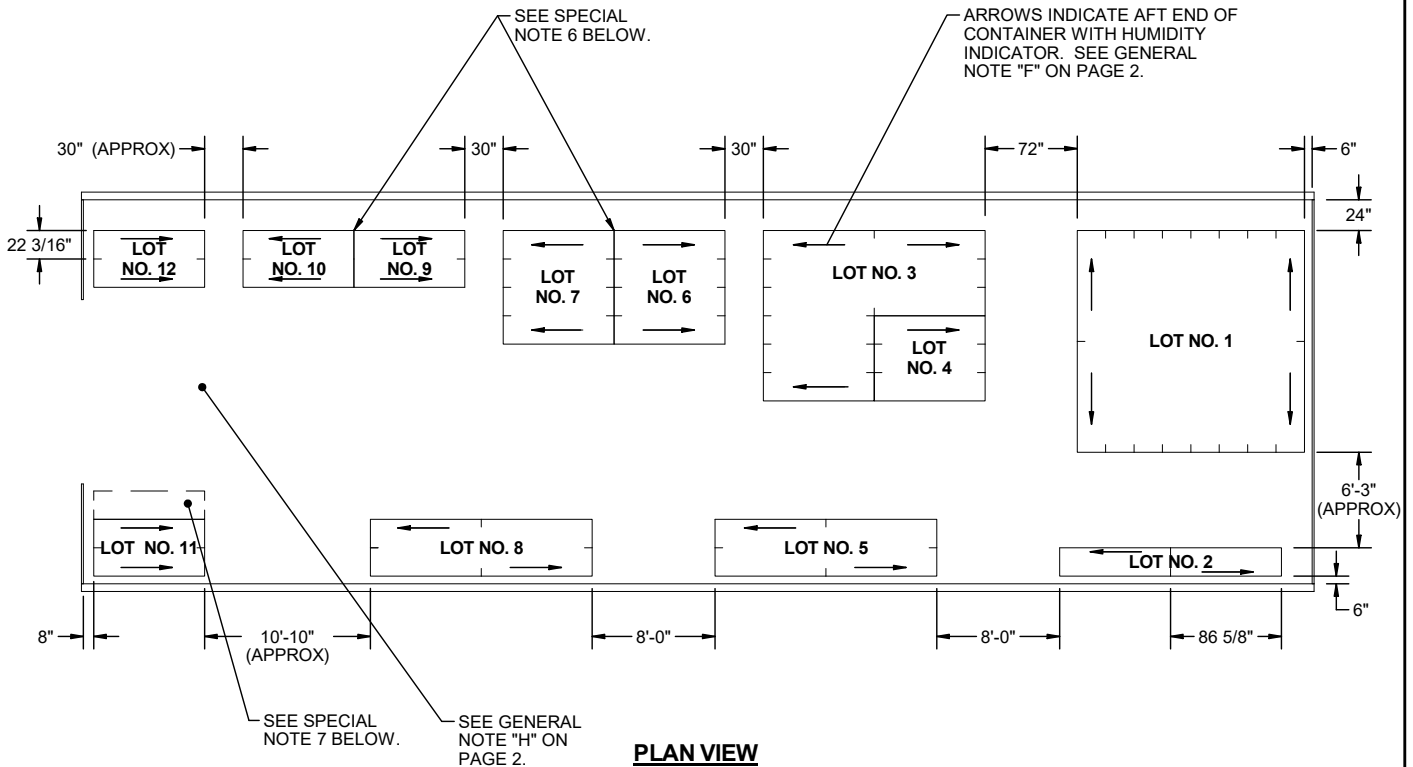 SEE SPECIAL
NOTE 6 BELOW.
ARROWS INDICATE AFT END OF
CONTAINER WITH HUMIDITY
INDICATOR.  SEE GENERAL
NOTE "F" ON PAGE 2.
30"  (APPROX)
30"
30"
72"
6"
24"
22 3/16"
LOT
NO. 12
LOT
NO. 10
LOT
NO. 9
LOT
NO. 7
LOT
NO. 6
LOT NO. 3
LOT
NO. 4
LOT NO. 1
6'-3"
(APPROX)
LOT  NO. 11
LOT NO. 8
LOT NO. 5
LOT NO. 2
6"
8"
10'-10"
(APPROX)
8'-0"
8'-0"
86 5/8"
SEE SPECIAL
NOTE 7 BELOW.
SEE GENERAL
NOTE "H" ON
PAGE 2.
PLAN VIEW